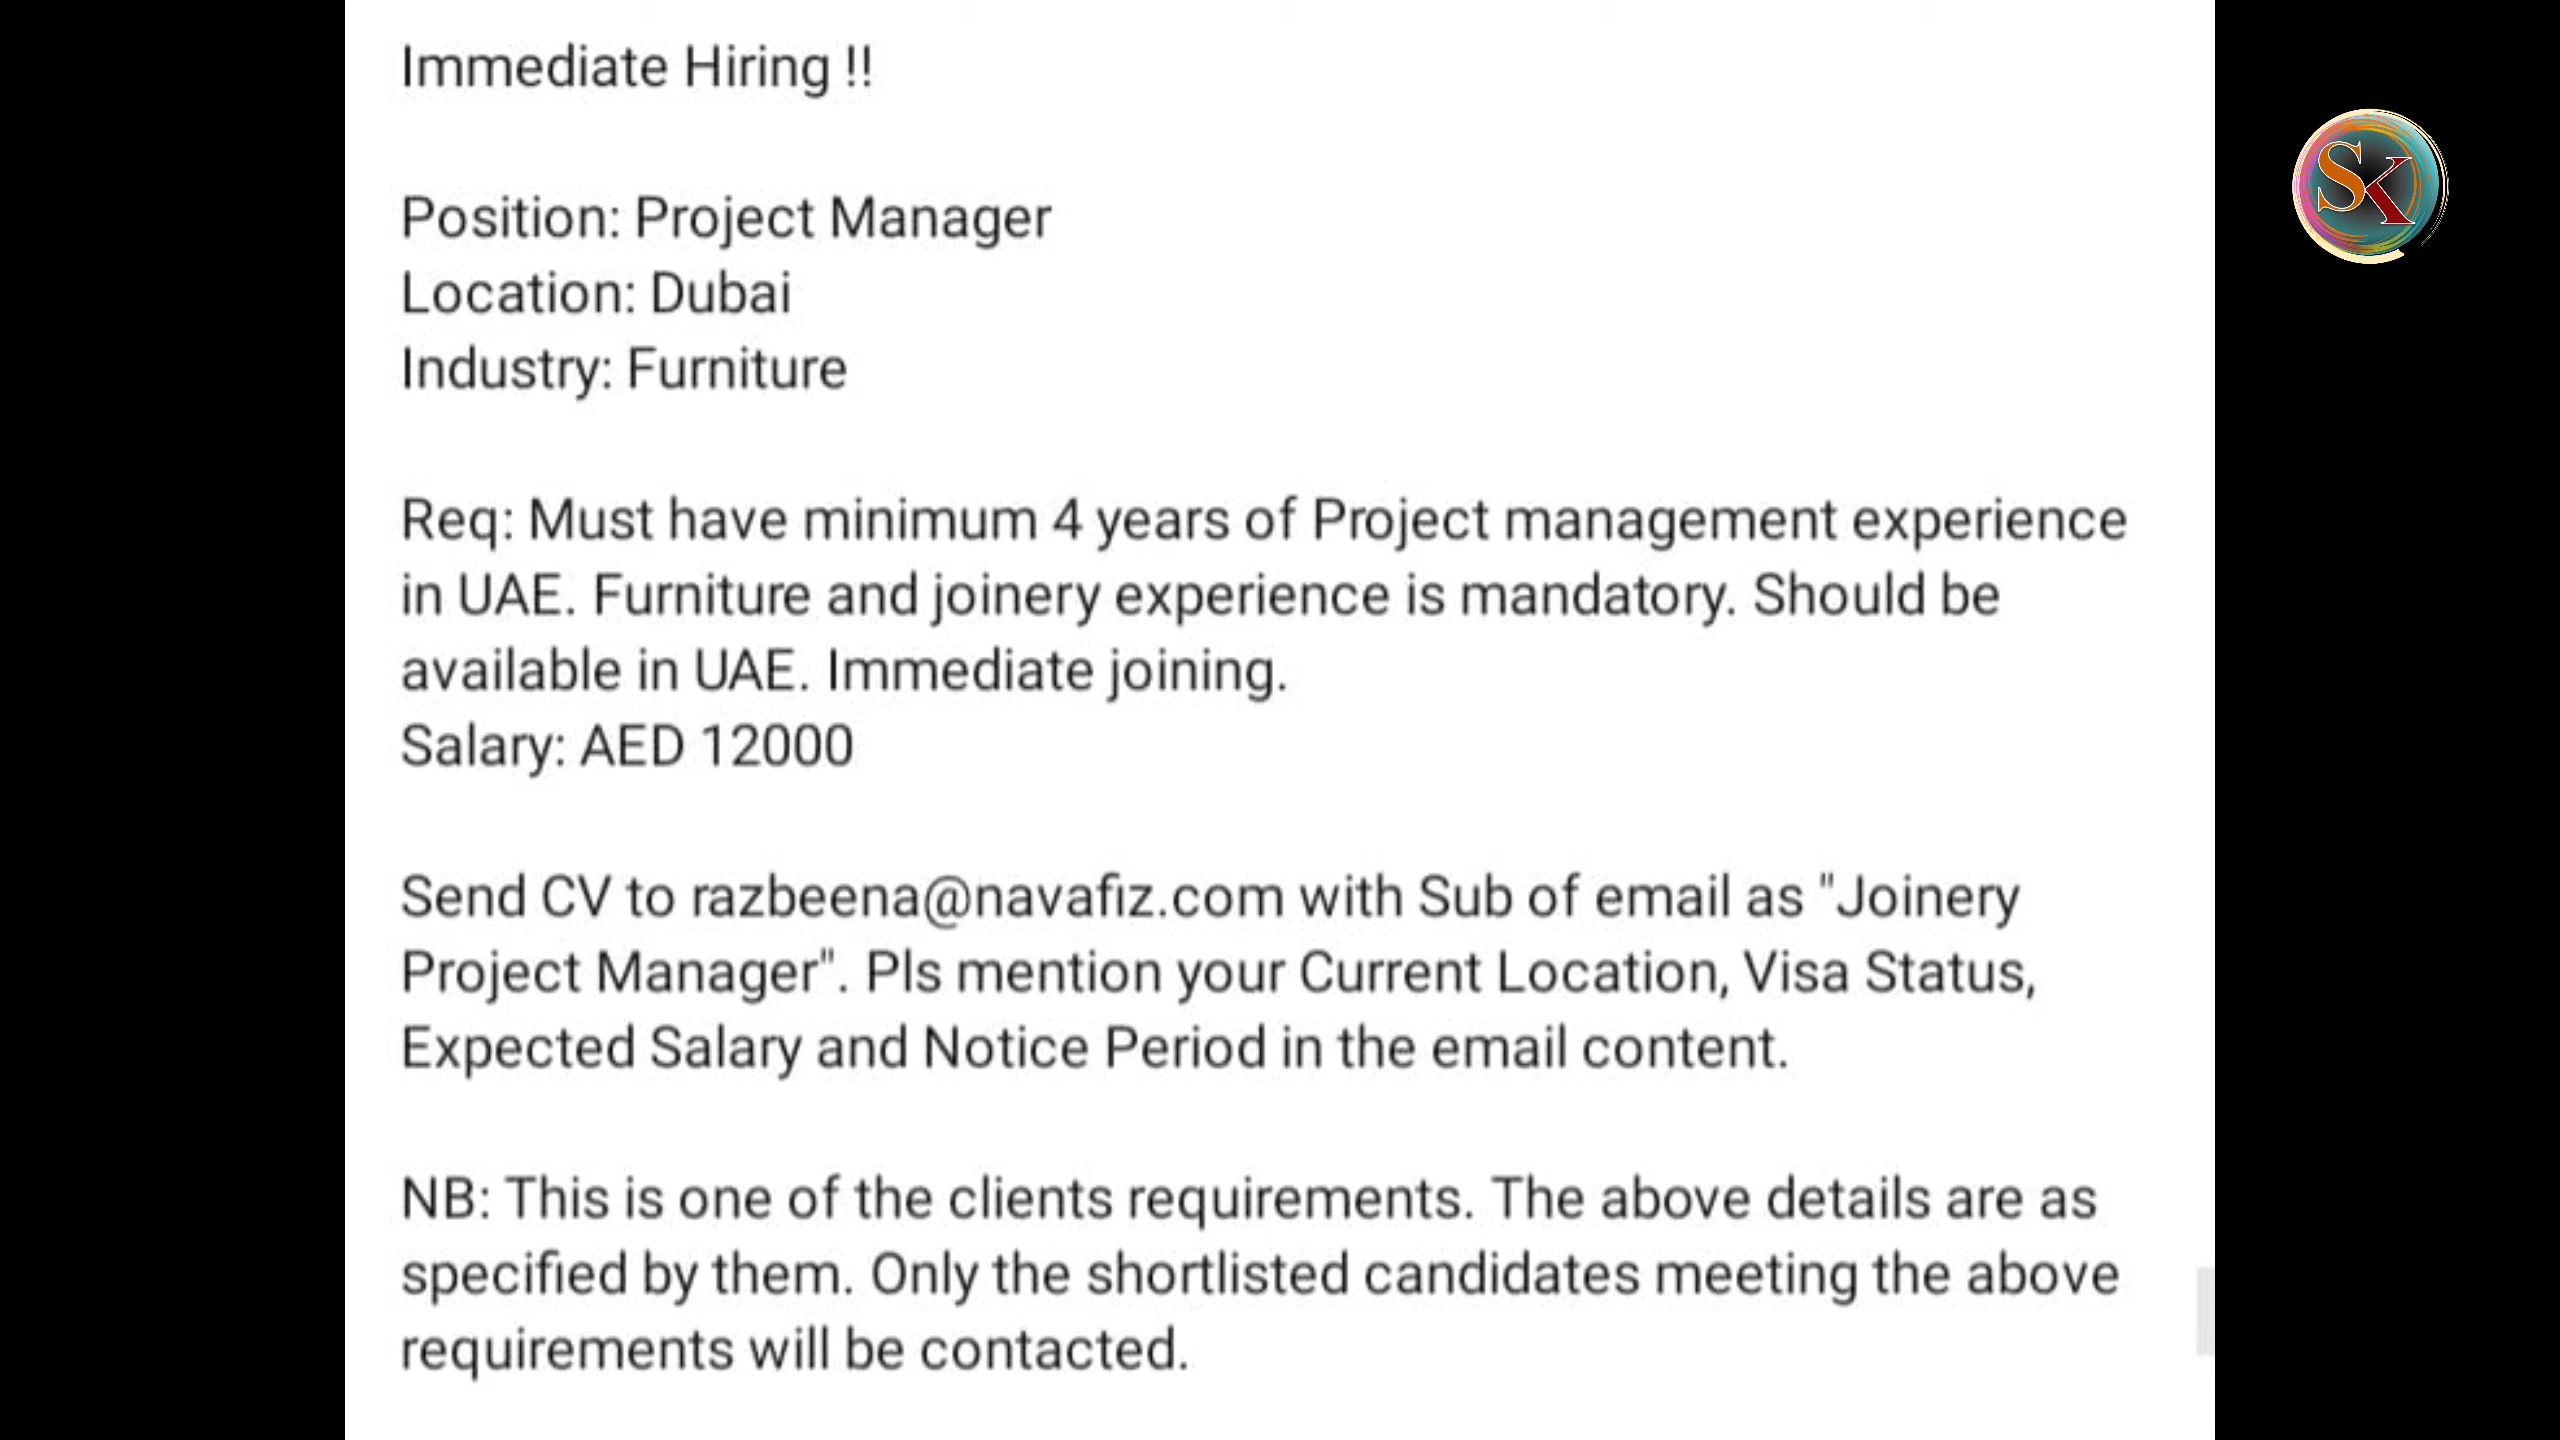 Immediate Hiring !!
Position: Project Manager
Location: Dubai
Industry: Furniture
Req: Must have minimum 4 years of Project management experience
in UAE. Furniture and joinery experience is mandatory. Should be
available in UAE. Immediate joining.
Salary: AED 12000
Send CV to razbeena@navafiz.com with Sub of email as "Joinery
Project Manager". Pls mention your Current Location, Visa Status,
Expected Salary and Notice Period in the email content.
NB: This is one of the clients requirements. The above details are as
specified by them. Only the shortlisted candidates meeting the above
requirements will be contacted.
SK